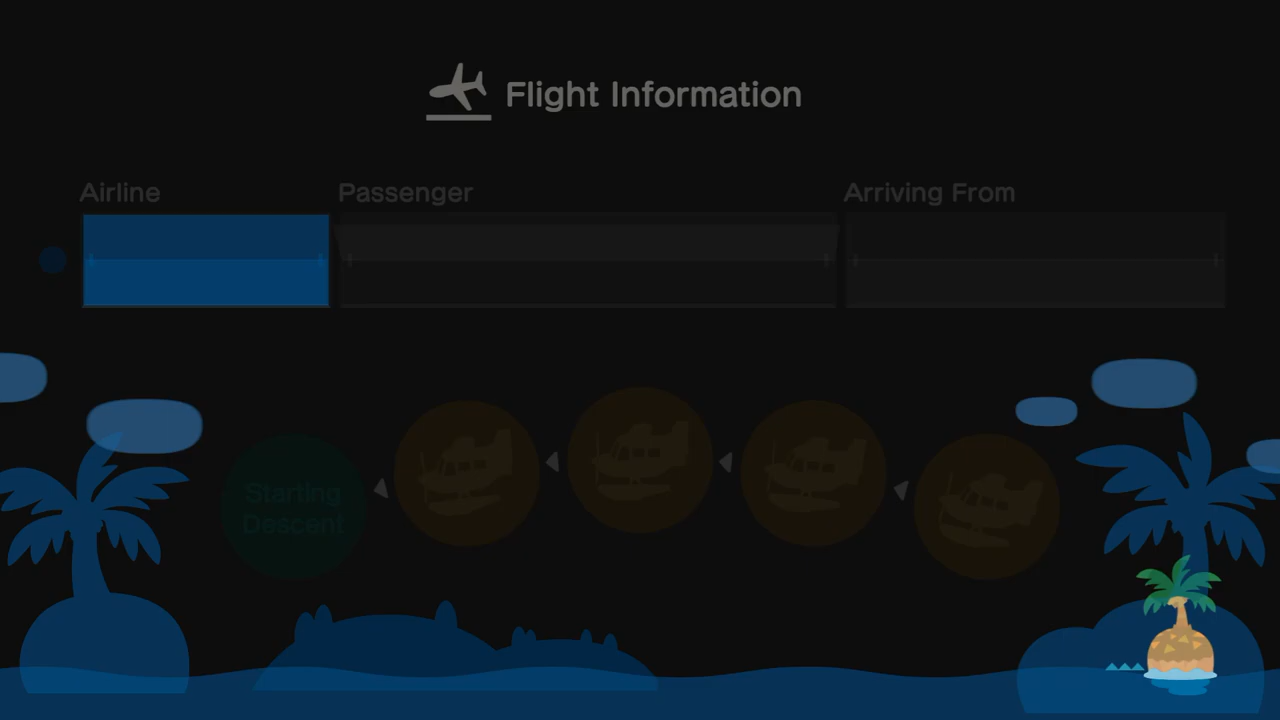 Flight Information
Airline
Passenger
Arriving From
Starting
Descent